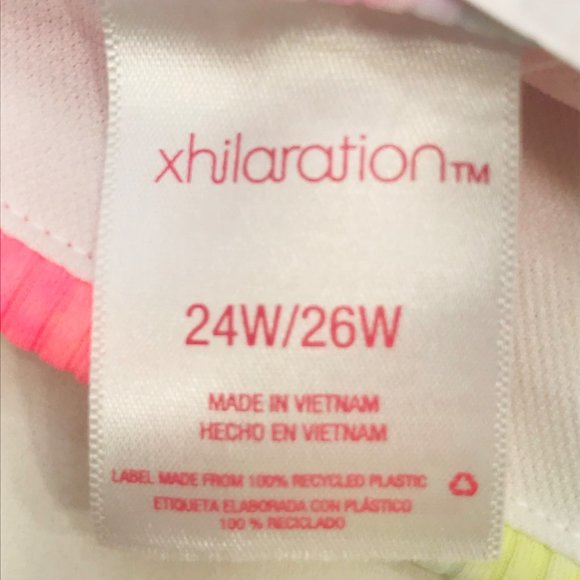 xhilaration™
24W/26W
MADE IN VIETNAM
HECHO EN VIETNAM
LABEL MADE FROM 100% RECYCLED PLASTIC
ETIQUETA ELABORADA CON PLÁSTICO
100 % RECICLADO